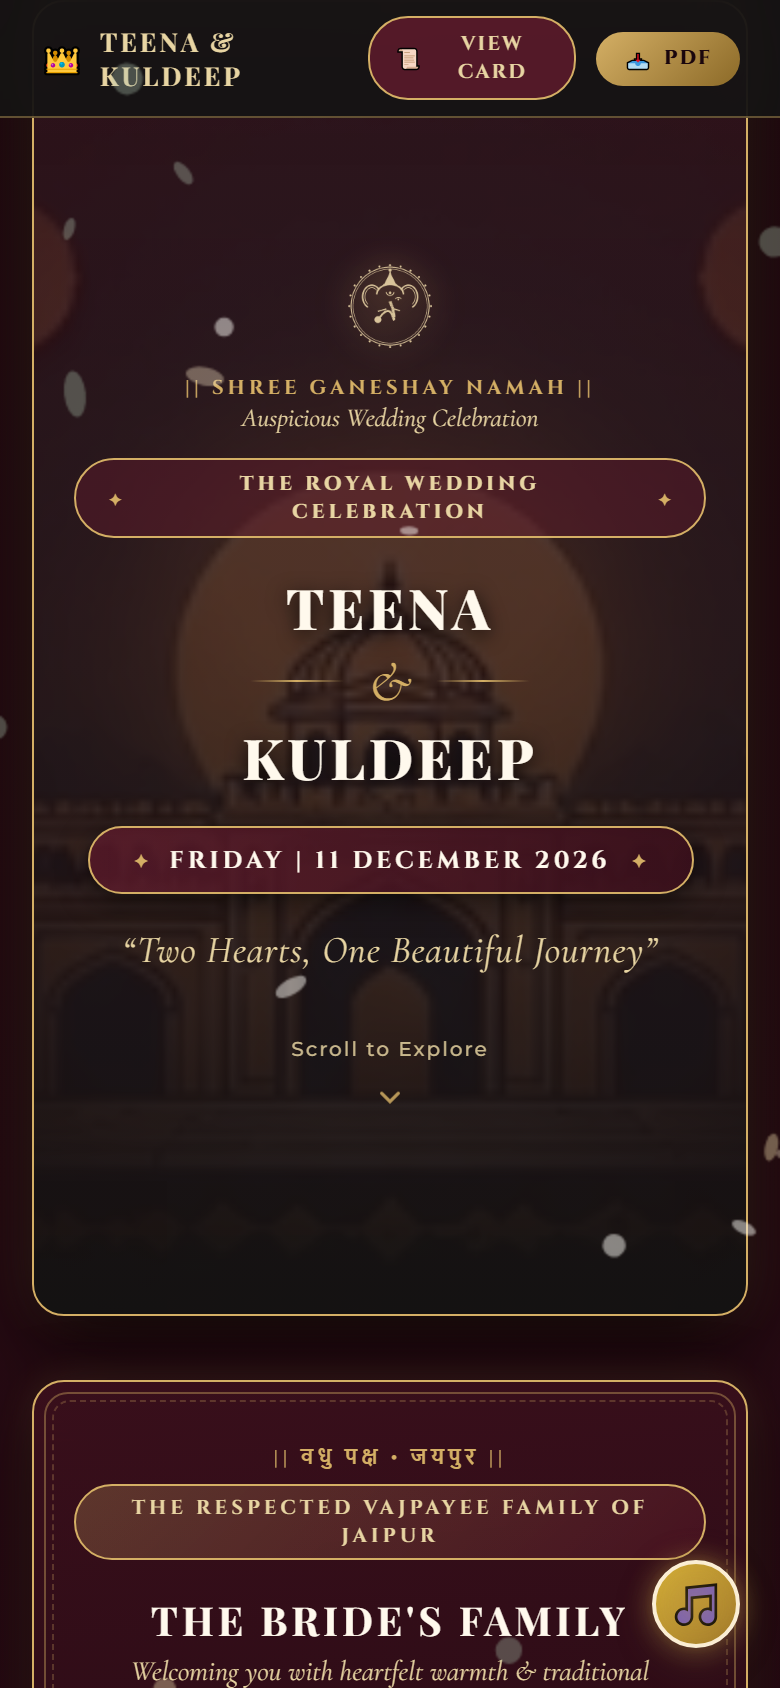 TEENA &
KULDEEP
VIEW
CARD
PDF
|| SHREE GANESHAY NAMAH ||
Auspicious Wedding Celebration
✦ THE ROYAL WEDDING ✦
CELEBRATION
TEENA
&
KULDEEP
✦ FRIDAY | 11 DECEMBER 2026 ✦
“Two Hearts, One Beautiful Journey”
Scroll to Explore
|| वधु पक्ष • जयपुर ||
THE RESPECTED VAJPAYEE FAMILY OF
JAIPUR
THE BRIDE'S FAMILY
Welcoming you with heartfelt warmth & traditional